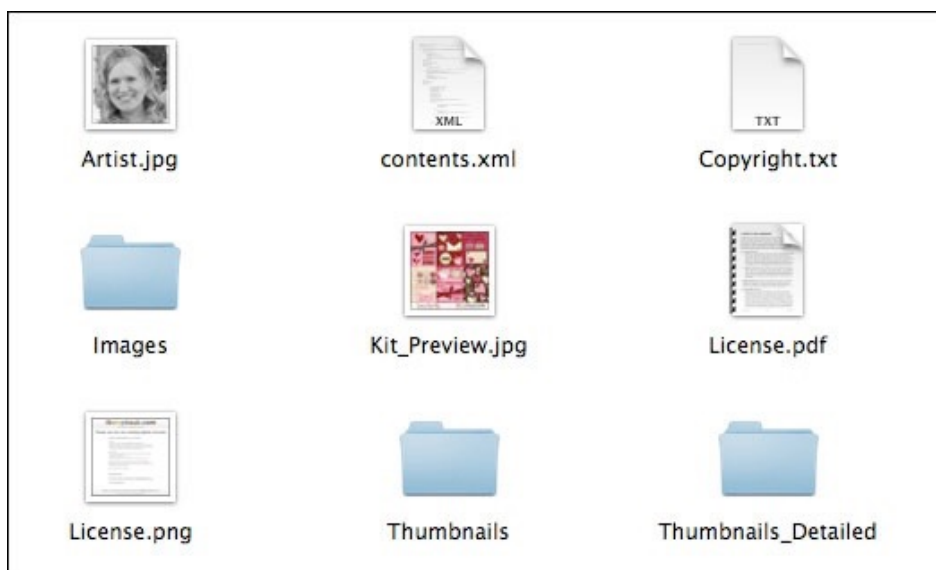 XML
TXT
Artist.jpg
contents.xml
Copyright.txt
Images
Kit_Preview.jpg
License.pdf
License.png
Thumbnails
Thumbnails_Detailed